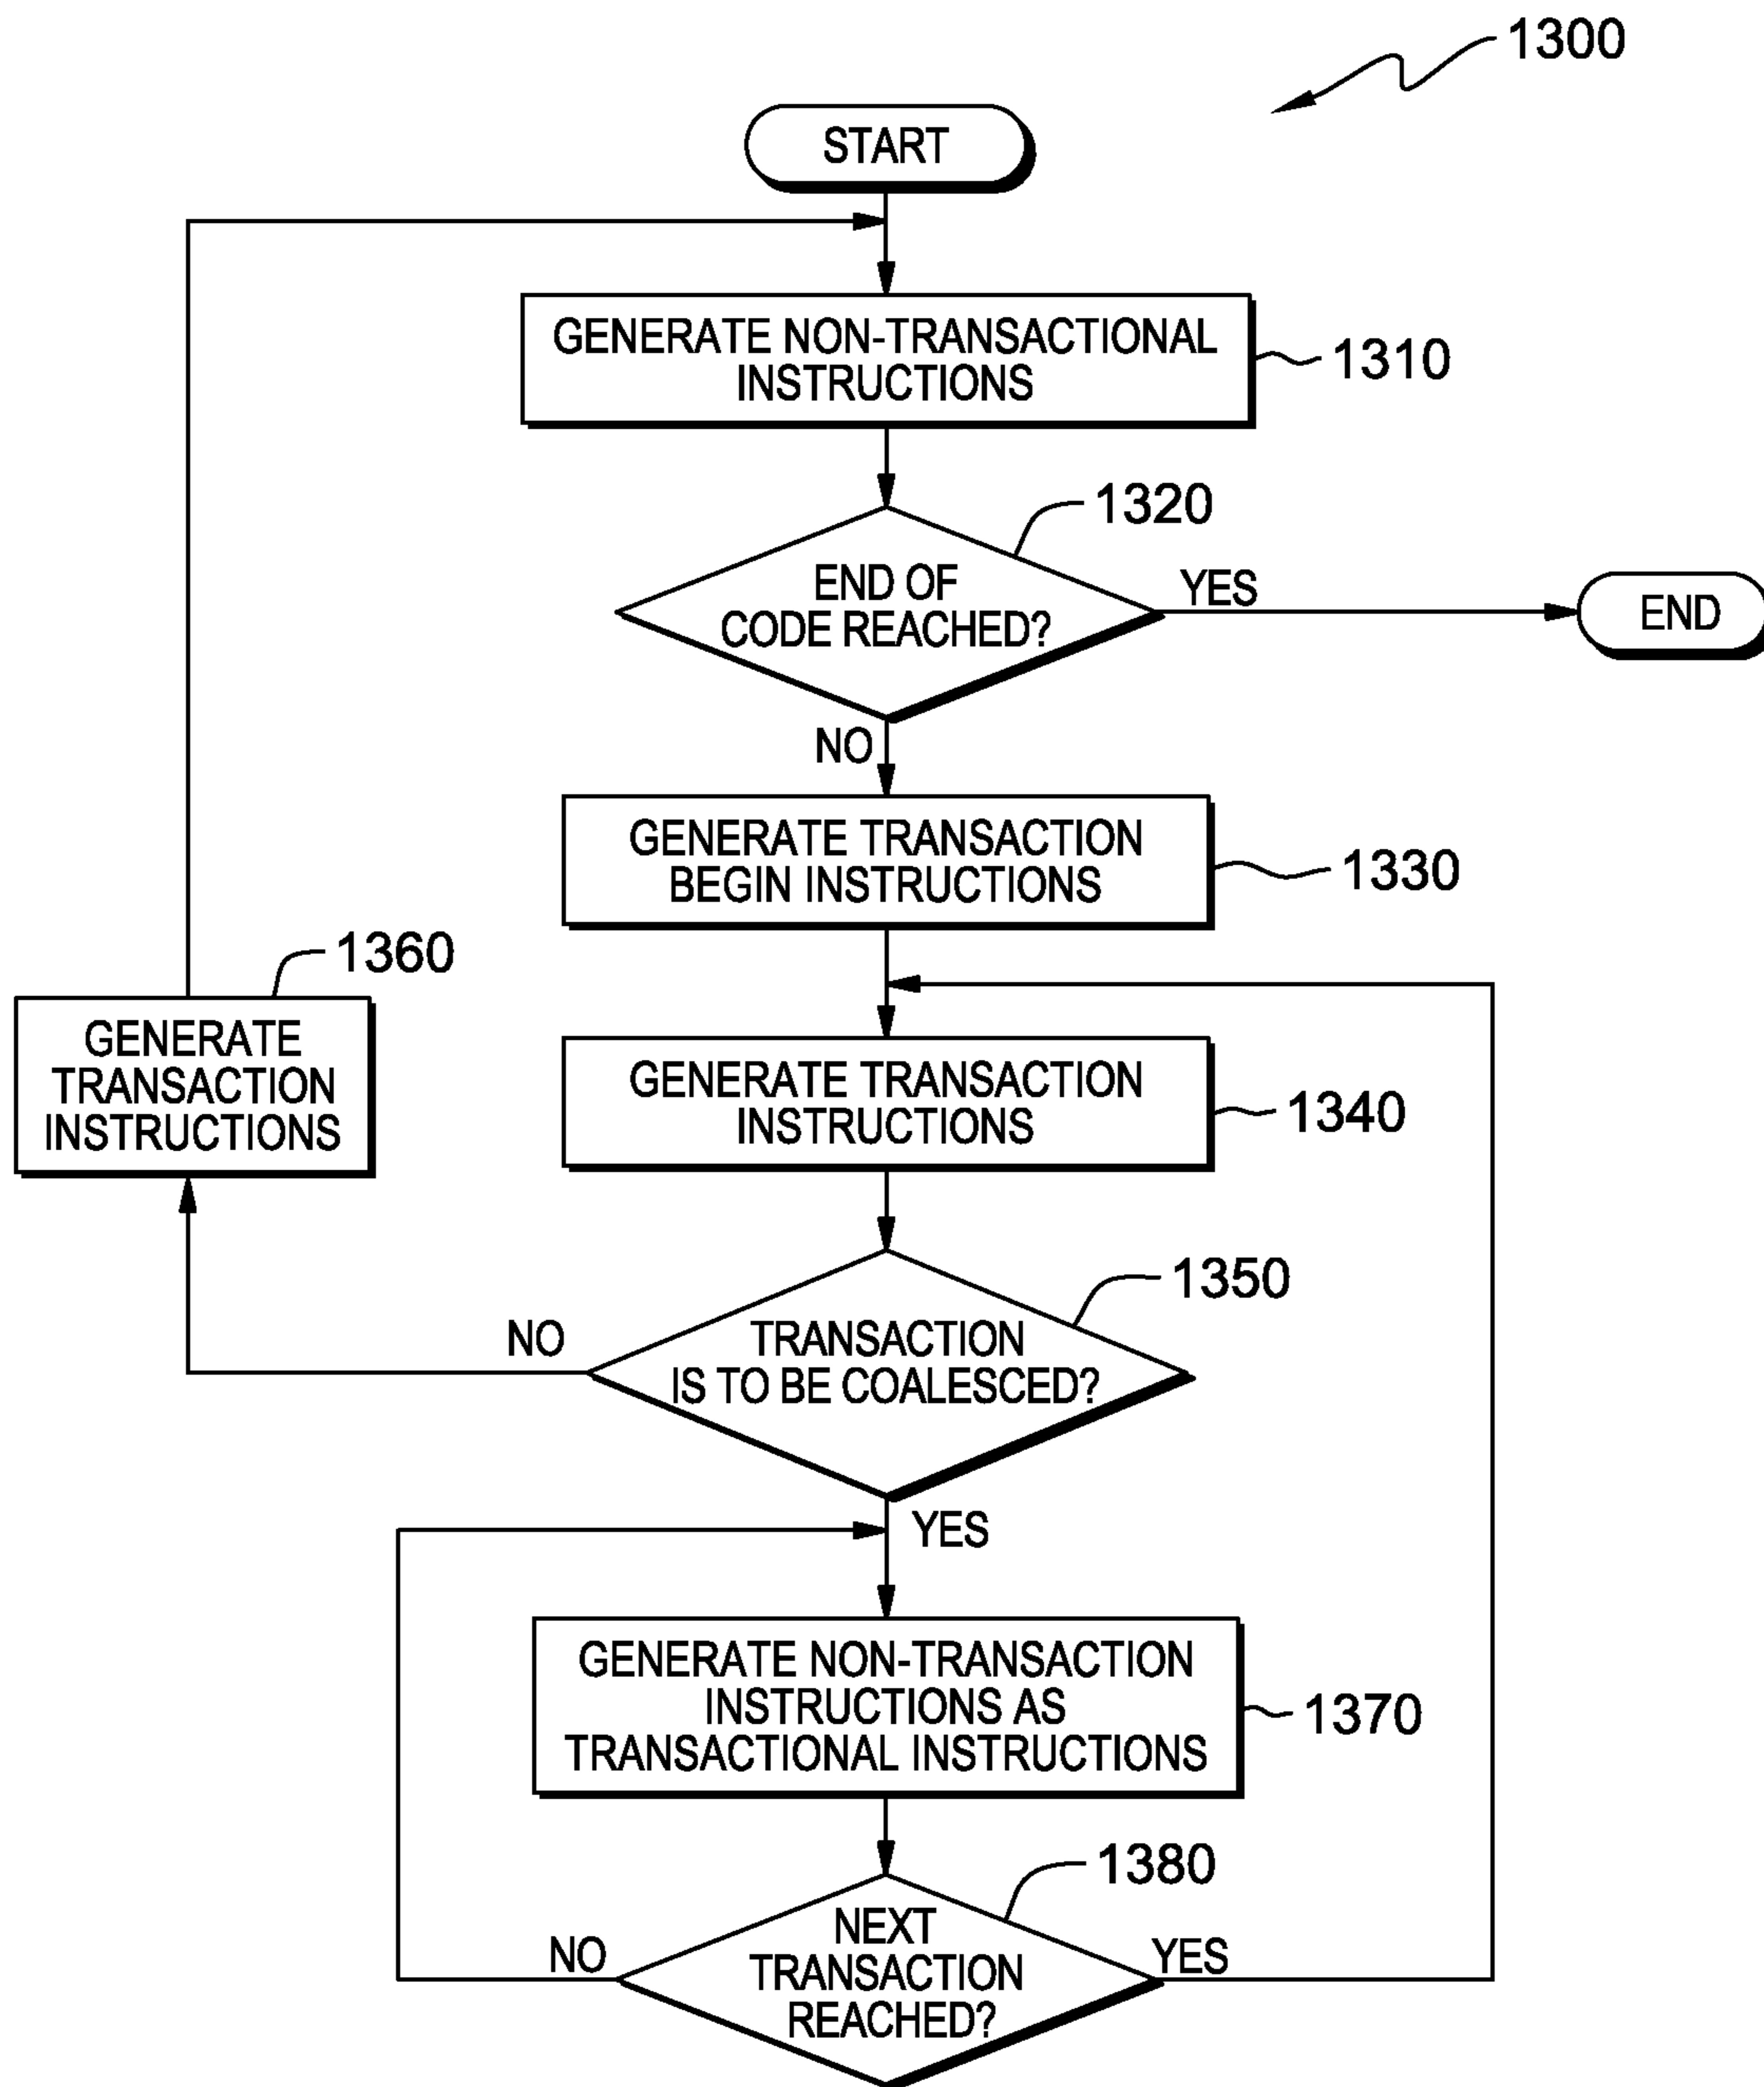 1300
START
GENERATE NON-TRANSACTIONAL
INSTRUCTIONS
1310
1320
END OF
CODE REACHED?
YES
END
NO
GENERATE TRANSACTION
BEGIN INSTRUCTIONS
1330
1360
GENERATE
TRANSACTION
INSTRUCTIONS
GENERATE TRANSACTION
INSTRUCTIONS
1340
1350
TRANSACTION
IS TO BE COALESCED?
NO
YES
GENERATE NON-TRANSACTION
INSTRUCTIONS AS
TRANSACTIONAL INSTRUCTIONS
1370
1380
NEXT
TRANSACTION
REACHED?
NO
YES